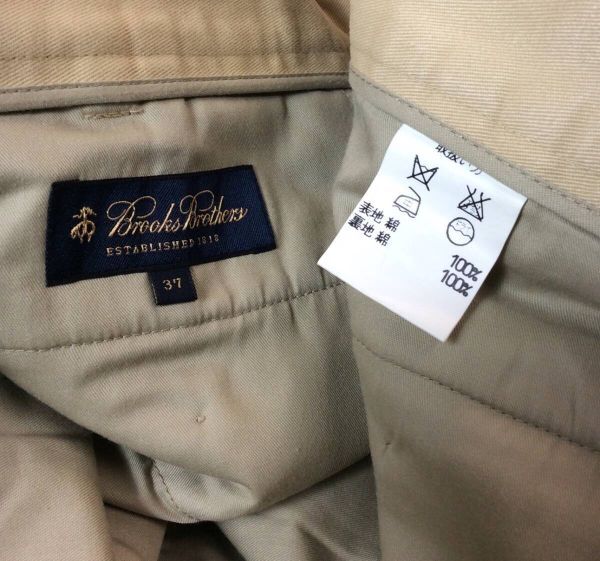 Brooks Brothers
ESTABLISHED 1818
37
表地 綿 100%
裏地 綿 100%